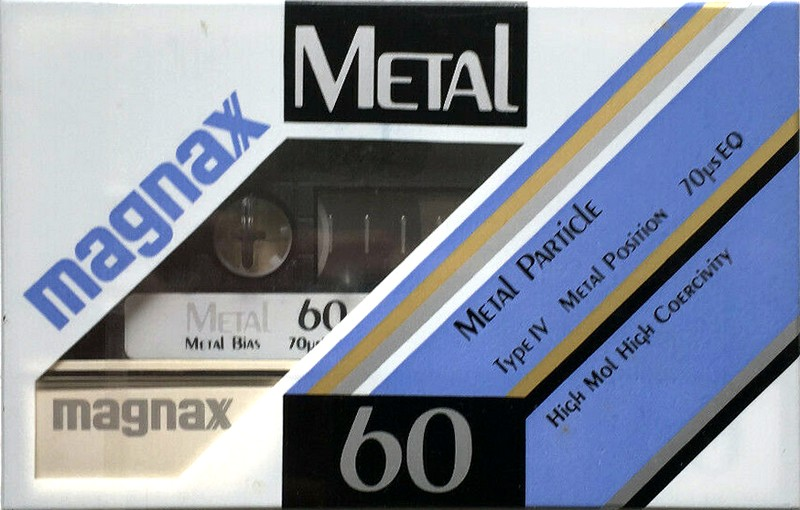 METAL
magnax
METAL 60
METAL BIAS 70µs
magnax
60
METAL PARTICLE
TYPE IV METAL POSITION 70µs EQ
HIGH MOL HIGH COERCIVITY